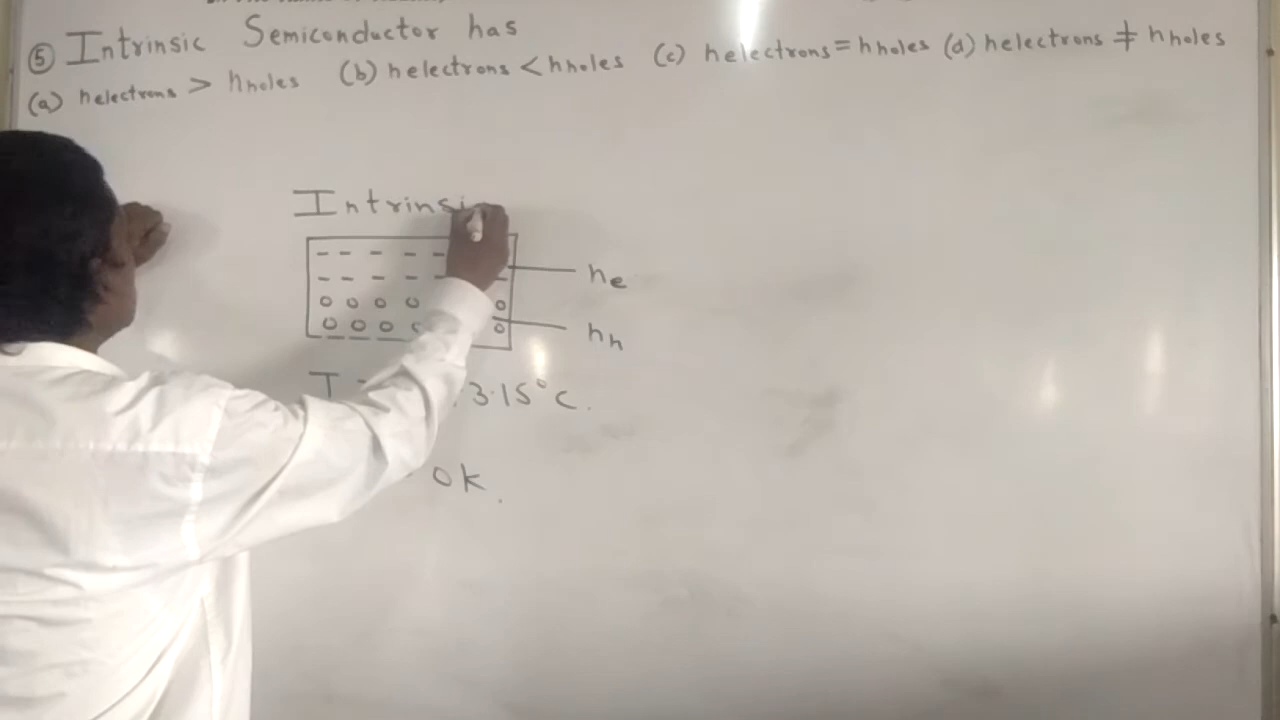 ⑤ Intrinsic Semiconductor has
(a) nelectrons > nholes (b) nelectrons < nholes (c) nelectrons = nholes (d) nelectrons ≠ nholes
Intrinsi
ne
nh
T 3.15°C.
0K.